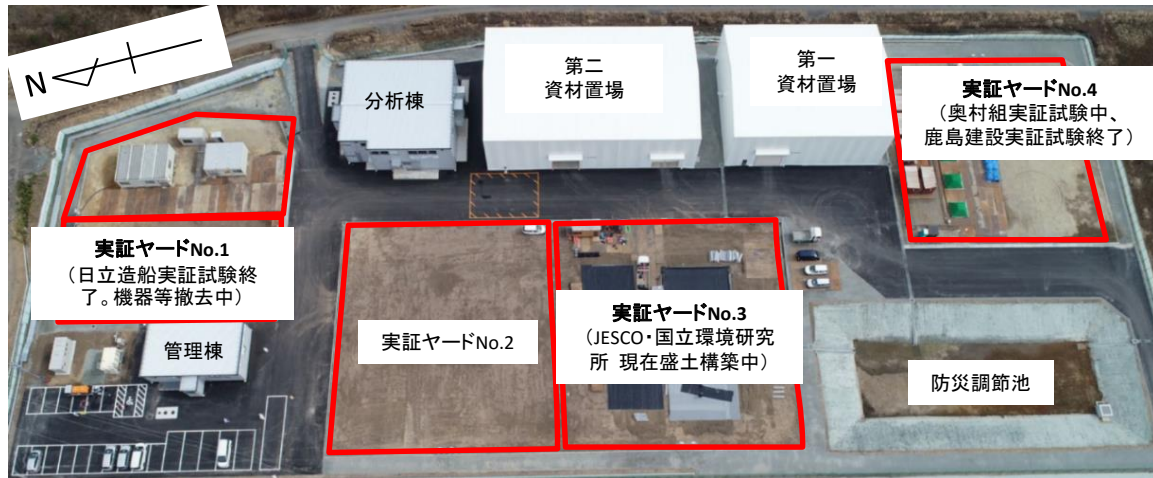 N
分析棟
第二
資材置場
第一
資材置場
実証ヤードNo.4
(奥村組実証試験中、
鹿島建設実証試験終了)
実証ヤードNo.1
(日立造船実証試験終
了。機器等撤去中)
管理棟
実証ヤードNo.2
実証ヤードNo.3
(JESCO・国立環境研究
所 現在盛土構築中)
防災調節池